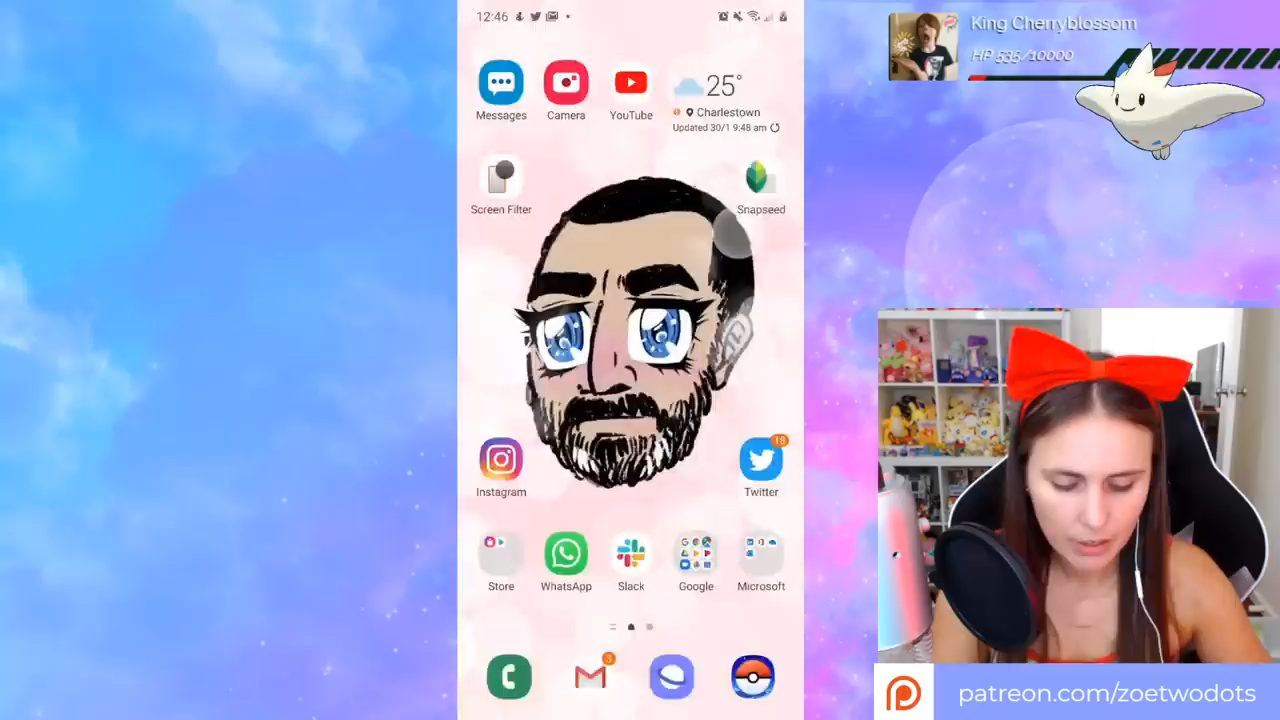 12:46
Messages
Camera
YouTube
25°
Charlestown
Updated 30/1 9:48 am
Screen Filter
Snapseed
Instagram
18
Twitter
Store
WhatsApp
Slack
Google
Microsoft
3
King Cherryblossom
HP 535/10000
patreon.com/zoetwodots